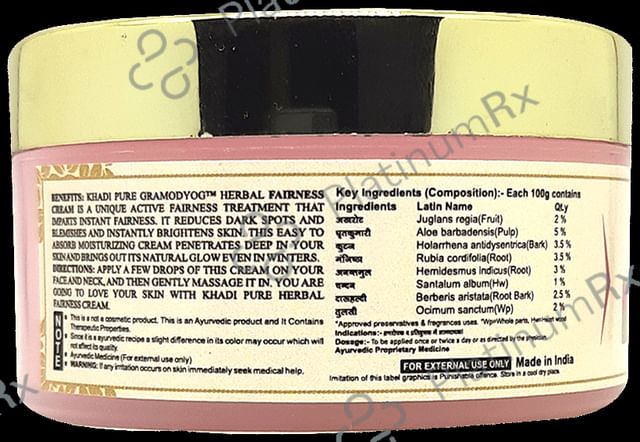 BENEFITS: KHADI PURE GRAMODYOG™ HERBAL FAIRNESS
CREAM IS A UNIQUE ACTIVE FAIRNESS TREATMENT THAT
IMPARTS INSTANT FAIRNESS. IT REDUCES DARK SPOTS AND
BLEMISHES AND INSTANTLY BRIGHTENS SKIN. THIS EASY TO
ABSORB MOISTURIZING CREAM PENETRATES DEEP IN YOUR
SKIN AND BRINGS OUT ITS NATURAL GLOW EVEN IN WINTERS.
DIRECTIONS: APPLY A FEW DROPS OF THIS CREAM ON YOUR
FACE AND NECK, AND THEN GENTLY MASSAGE IT IN. YOU ARE
GOING TO LOVE YOUR SKIN WITH KHADI PURE HERBAL
FAIRNESS CREAM.
NOTE
This is a not a cosmetic product. This is an Ayurvedic product and It Contains
Therapeutic Properties.
Since it is a ayurvedic recipe a slight difference in its color may occur which will
not affect its quality.
Ayurvedic Medicine (For external use only)
WARNING: If any irritation occurs on skin immediately seek medical help.
Key Ingredients (Composition):- Each 100g contains
Ingredients Latin Name Qt.y
अखरोट Juglans regia(Fruit) 2 %
घृतकुमारी Aloe barbadensis(Pulp) 5 %
कुटज Holarrhena antidysentrica(Bark) 3.5 %
मंजिष्ठा Rubia cordifolia(Root) 3.5 %
अनन्तमूल Hemidesmus indicus(Root) 3 %
चन्दन Santalum album(Hw) 1 %
दारुहल्दी Berberis aristata(Root Bark) 2.5 %
तुलसी Ocimum sanctum(Wp) 2 %
*Approved preservatives & fragrances uses. *Wp=Whole parts, Hw=Heart wood
Indications:-
Dosage:- To be applied once or twice a day or as directed by the physician.
Ayurvedic Proprietary Medicine
FOR EXTERNAL USE ONLY Made in India
Imitation of this label graphics is Punishable offence. Store in a cool dry place.
PlatinumRx